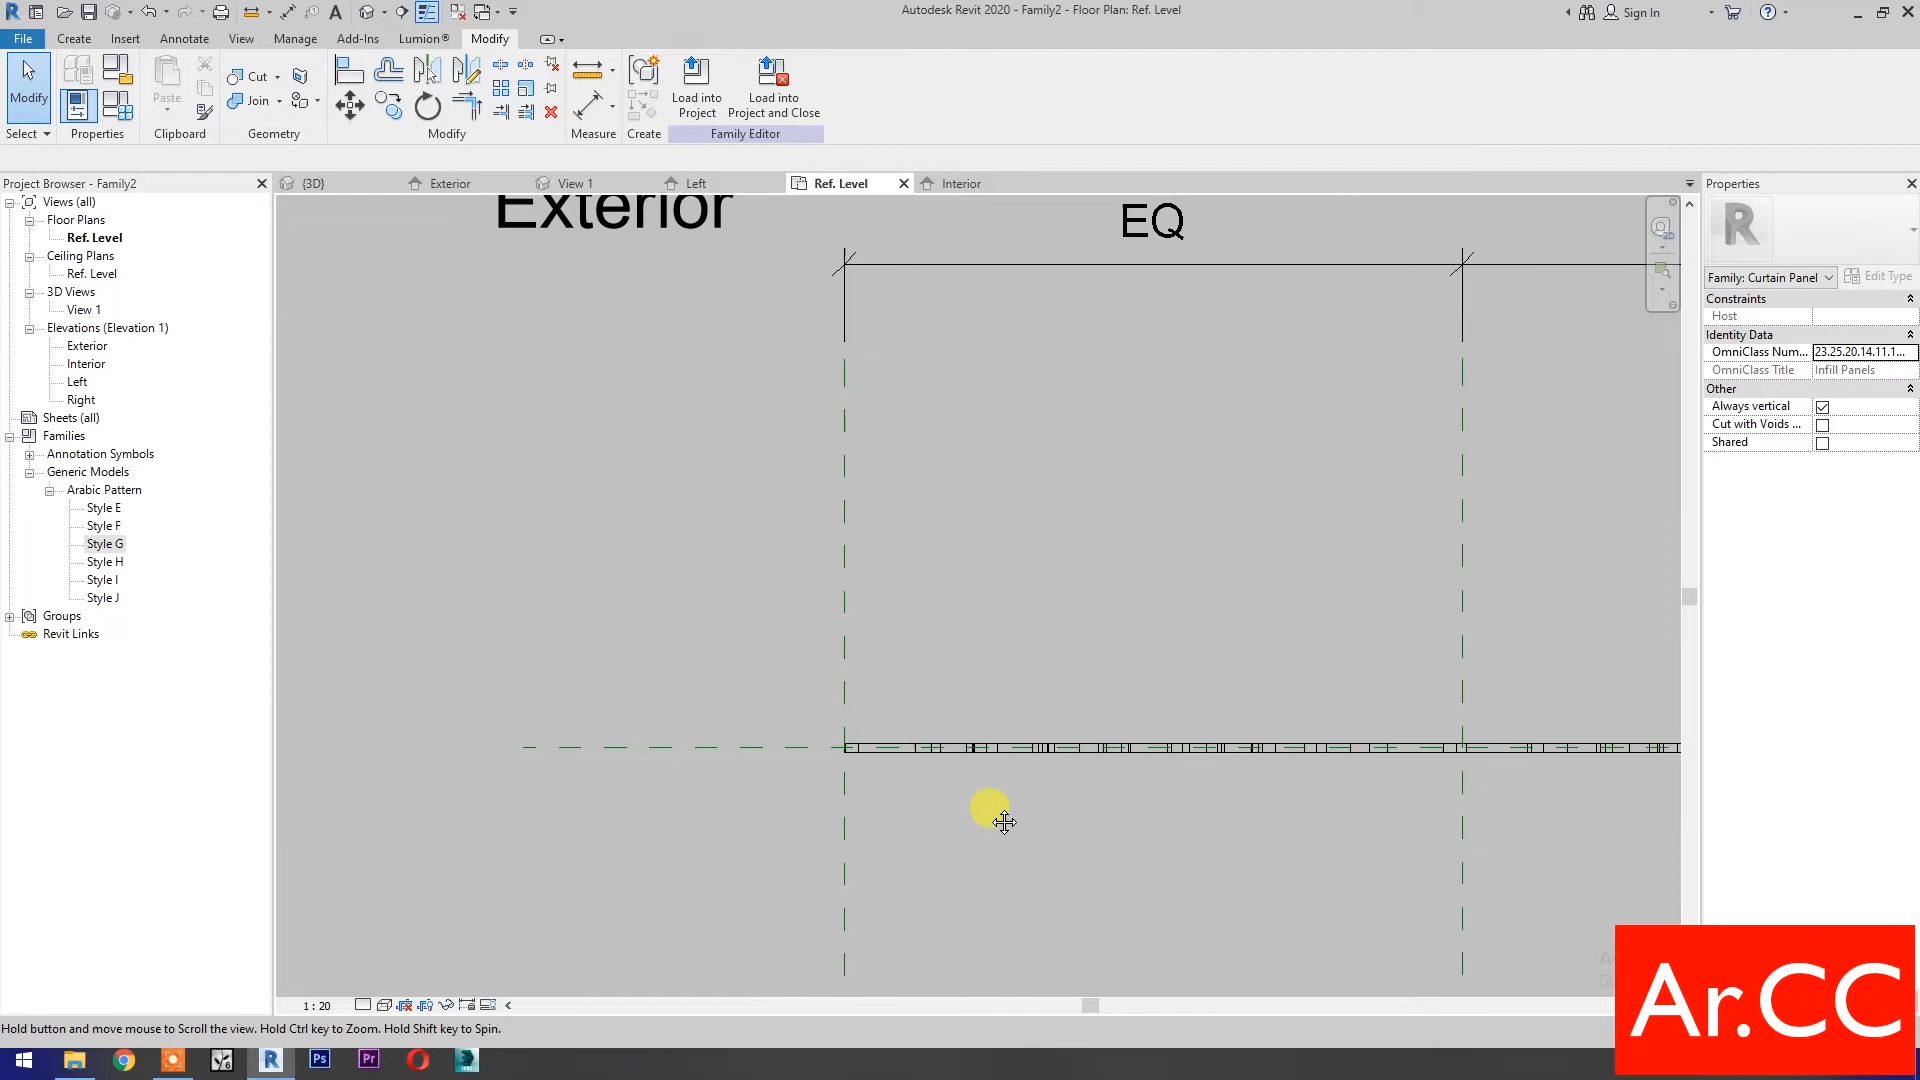 Autodesk Revit 2020 - Family2 - Floor Plan: Ref. Level
Sign In
File
Create
Insert
Annotate
View
Manage
Add-Ins
Lumion®
Modify
Modify
Paste
Cut
Join
Load into
Project
Load into
Project and Close
Select
Properties
Clipboard
Geometry
Modify
Measure
Create
Family Editor
Project Browser - Family2
{3D}
Exterior
View 1
Left
Ref. Level
Interior
Properties
Views (all)
Floor Plans
Ref. Level
Ceiling Plans
Ref. Level
3D Views
View 1
Elevations (Elevation 1)
Exterior
Interior
Left
Right
Sheets (all)
Families
Annotation Symbols
Generic Models
Arabic Pattern
Style E
Style F
Style G
Style H
Style I
Style J
Groups
Revit Links
Exterior
EQ
2D
Family: Curtain Panel
Edit Type
Constraints
Host
Identity Data
OmniClass Num... 23.25.20.14.11.1...
OmniClass Title Infill Panels
Other
Always vertical
Cut with Voids ...
Shared
1 : 20
Hold button and move mouse to Scroll the view. Hold Ctrl key to Zoom. Hold Shift key to Spin.
Ar.CC
Ps
Pr